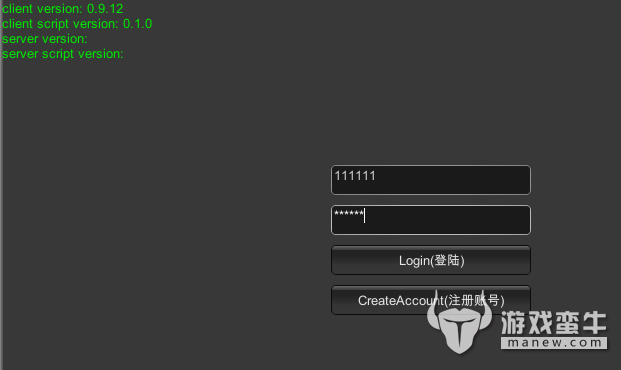 client version: 0.9.12
client script version: 0.1.0
server version:
server script version:
111111
******
Login(登陆)
CreateAccount(注册账号)
游戏蛮牛
manew.com